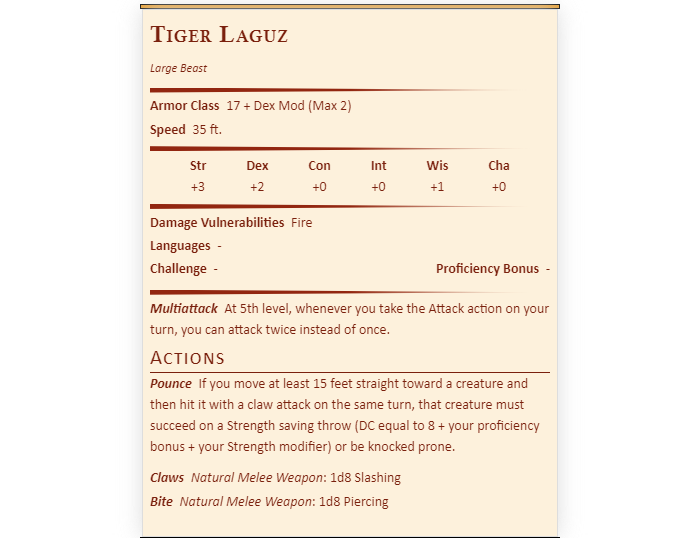 Tiger Laguz
Large Beast
Armor Class 17 + Dex Mod (Max 2)
Speed 35 ft.
Str Dex Con Int Wis Cha
+3 +2 +0 +0 +1 +0
Damage Vulnerabilities Fire
Languages -
Challenge - Proficiency Bonus -
Multiattack At 5th level, whenever you take the Attack action on your
turn, you can attack twice instead of once.
Actions
Pounce If you move at least 15 feet straight toward a creature and
then hit it with a claw attack on the same turn, that creature must
succeed on a Strength saving throw (DC equal to 8 + your proficiency
bonus + your Strength modifier) or be knocked prone.
Claws Natural Melee Weapon: 1d8 Slashing
Bite Natural Melee Weapon: 1d8 Piercing